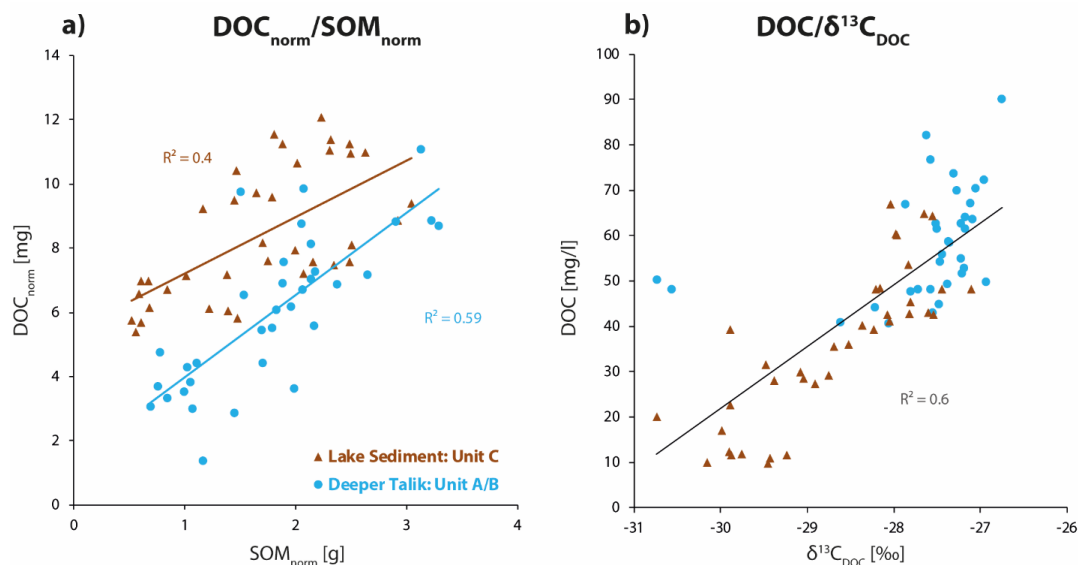 a) DOCnorm/SOMnorm
DOCnorm [mg]
14
12
10
8
6
4
2
0
R² = 0.4
R² = 0.59
Lake Sediment: Unit C
Deeper Talik: Unit A/B
0 1 2 3 4
SOMnorm [g]
b) DOC/δ¹³CDOC
DOC [mg/l]
100
90
80
70
60
50
40
30
20
10
0
R² = 0.6
-31 -30 -29 -28 -27 -26
δ¹³CDOC [‰]